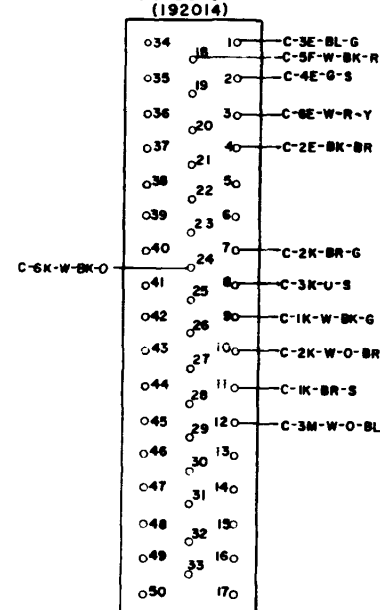 (192014)
34 1 C-3E-BL-G
18 C-5F-W-BK-R
35 2 C-4E-G-S
19
36 3 C-6E-W-R-Y
20
37 4 C-2E-BK-BR
21
38 5
22
39 6
23
40 7 C-2K-BR-G
C-6K-W-BK-O 24
41 8 C-3K-U-S
25
42 9 C-1K-W-BK-G
26
43 10 C-2K-W-O-BR
27
44 11 C-1K-BR-S
28
45 12 C-3M-W-O-BL
29
46 13
30
47 14
31
48 15
32
49 16
33
50 17